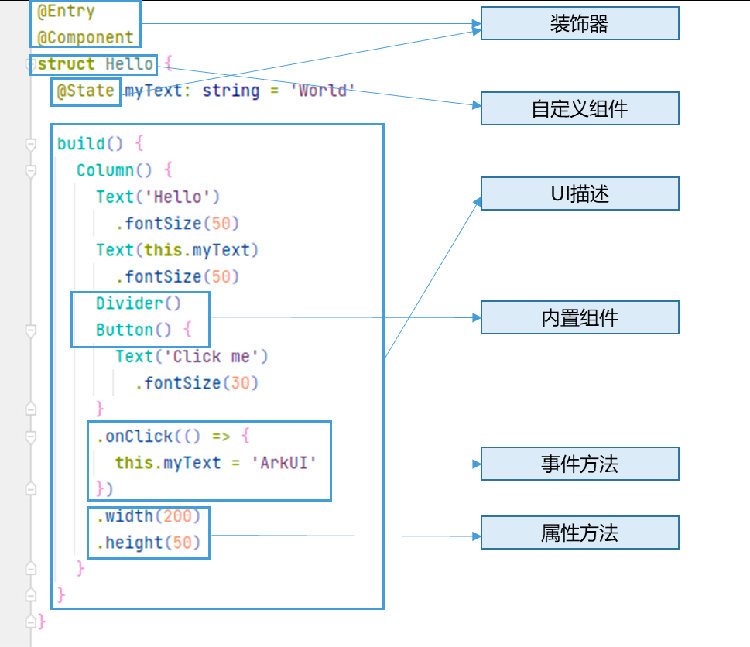 @Entry
@Component
struct Hello {
@State myText: string = 'World'
build() {
Column() {
Text('Hello')
.fontSize(50)
Text(this.myText)
.fontSize(50)
Divider()
Button() {
Text('Click me')
.fontSize(30)
}
.onClick(() => {
this.myText = 'ArkUI'
})
.width(200)
.height(50)
}
}
}
装饰器
自定义组件
UI描述
内置组件
事件方法
属性方法